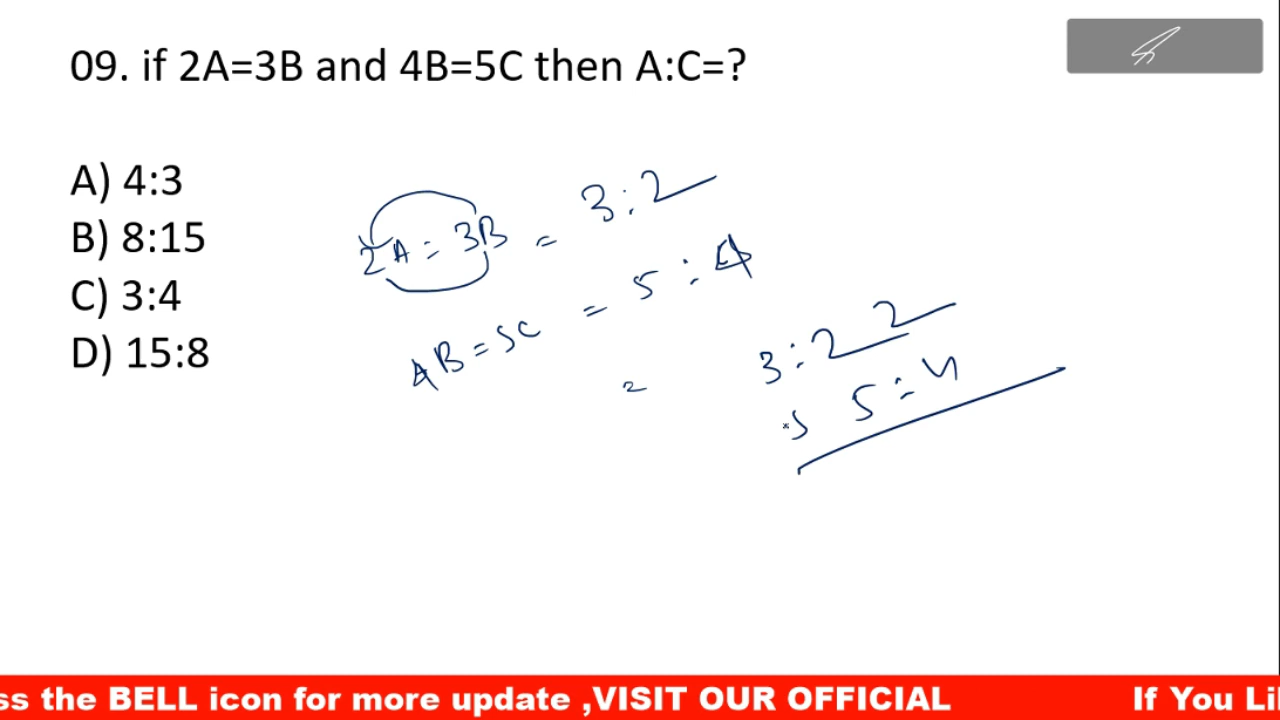 09. if 2A=3B and 4B=5C then A:C=?
A) 4:3
B) 8:15
C) 3:4
D) 15:8
2A = 3B = 3:2
4B = 5C = 5:4
= 3:2 2
5 5:4
ss the BELL icon for more update ,VISIT OUR OFFICIAL If You Li